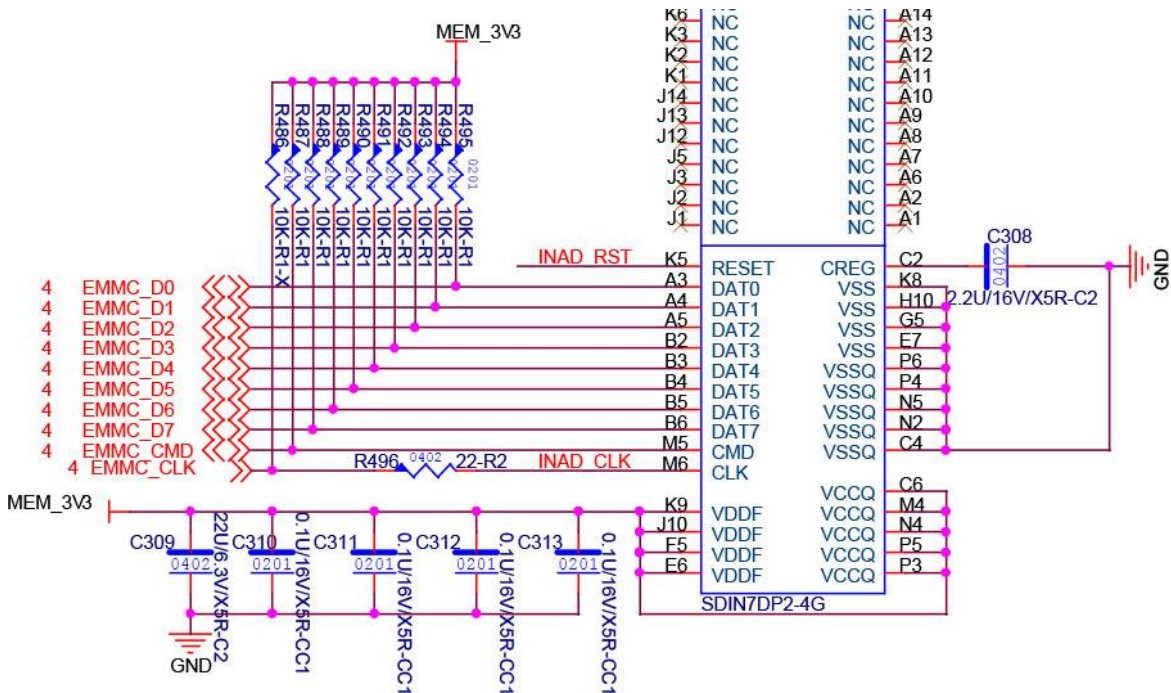 MEM_3V3
R486
R487
R488
R489
R490
R491
R492
R493
R494
R495
0201
0201
0201
0201
0201
0201
0201
0201
0201
0201
10K-R1-X
10K-R1
10K-R1
10K-R1
10K-R1
10K-R1
10K-R1
10K-R1
10K-R1
10K-R1
K6 NC NC A14
K3 NC NC A13
K2 NC NC A12
K1 NC NC A11
J14 NC NC A10
J13 NC NC A9
J12 NC NC A8
J5 NC NC A7
J3 NC NC A6
J2 NC NC A2
J1 NC NC A1
C308
0402
2.2U/16V/X5R-C2
GND
INAD_RST K5 RESET CREG C2
4 EMMC_D0 A3 DAT0 VSS K8
4 EMMC_D1 A4 DAT1 VSS H10
4 EMMC_D2 A5 DAT2 VSS G5
4 EMMC_D3 B2 DAT3 VSS E7
4 EMMC_D4 B3 DAT4 VSSQ P6
4 EMMC_D5 B4 DAT5 VSSQ P4
4 EMMC_D6 B5 DAT6 VSSQ N5
4 EMMC_D7 B6 DAT7 VSSQ N2
4 EMMC_CMD M5 CMD VSSQ C4
4 EMMC_CLK R496 0402 22-R2 INAD_CLK M6 CLK
VCCQ C6
MEM_3V3 K9 VDDF VCCQ M4
J10 VDDF VCCQ N4
F5 VDDF VCCQ P5
E6 VDDF VCCQ P3
SDIN7DP2-4G
C309 0402 22U/6.3V/X5R-C2
C310 0201 0.1U/16V/X5R-CC1
C311 0201 0.1U/16V/X5R-CC1
C312 0201 0.1U/16V/X5R-CC1
C313 0201 0.1U/16V/X5R-CC1
GND